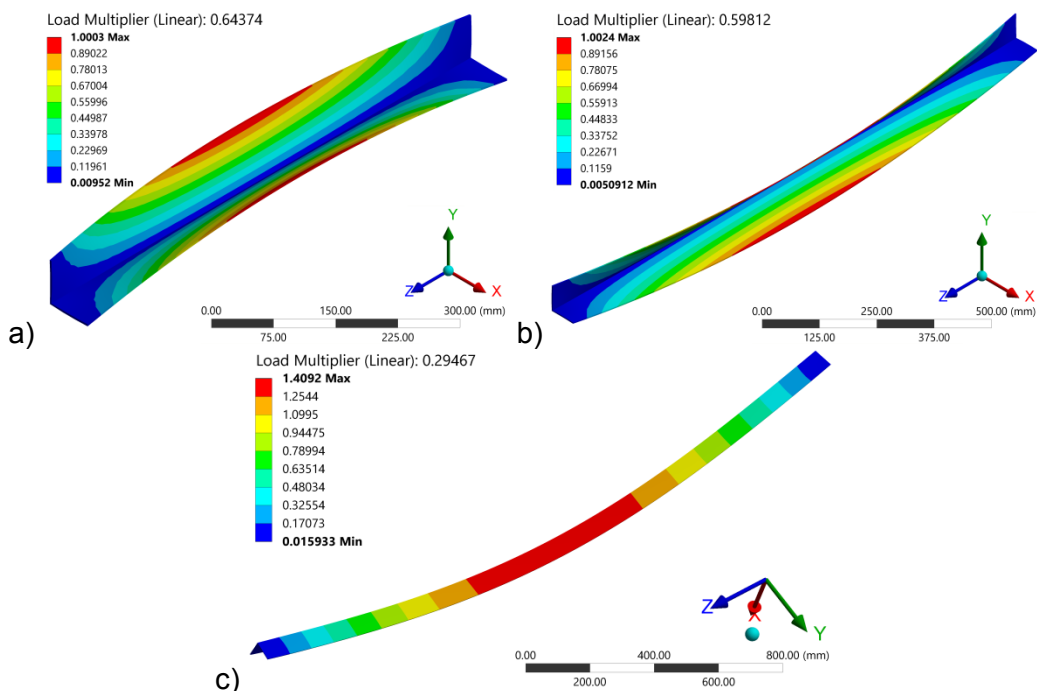 Load Multiplier (Linear): 0.64374
1.0003 Max
0.89022
0.78013
0.67004
0.55996
0.44987
0.33978
0.22969
0.11961
0.00952 Min
Y
Z
X
0.00 150.00 300.00 (mm)
75.00 225.00
a)
Load Multiplier (Linear): 0.59812
1.0024 Max
0.89156
0.78075
0.66994
0.55913
0.44833
0.33752
0.22671
0.1159
0.0050912 Min
Y
Z
X
0.00 250.00 500.00 (mm)
125.00 375.00
b)
Load Multiplier (Linear): 0.29467
1.4092 Max
1.2544
1.0995
0.94475
0.78994
0.63514
0.48034
0.32554
0.17073
0.015933 Min
Z
X
Y
0.00 400.00 800.00 (mm)
200.00 600.00
c)